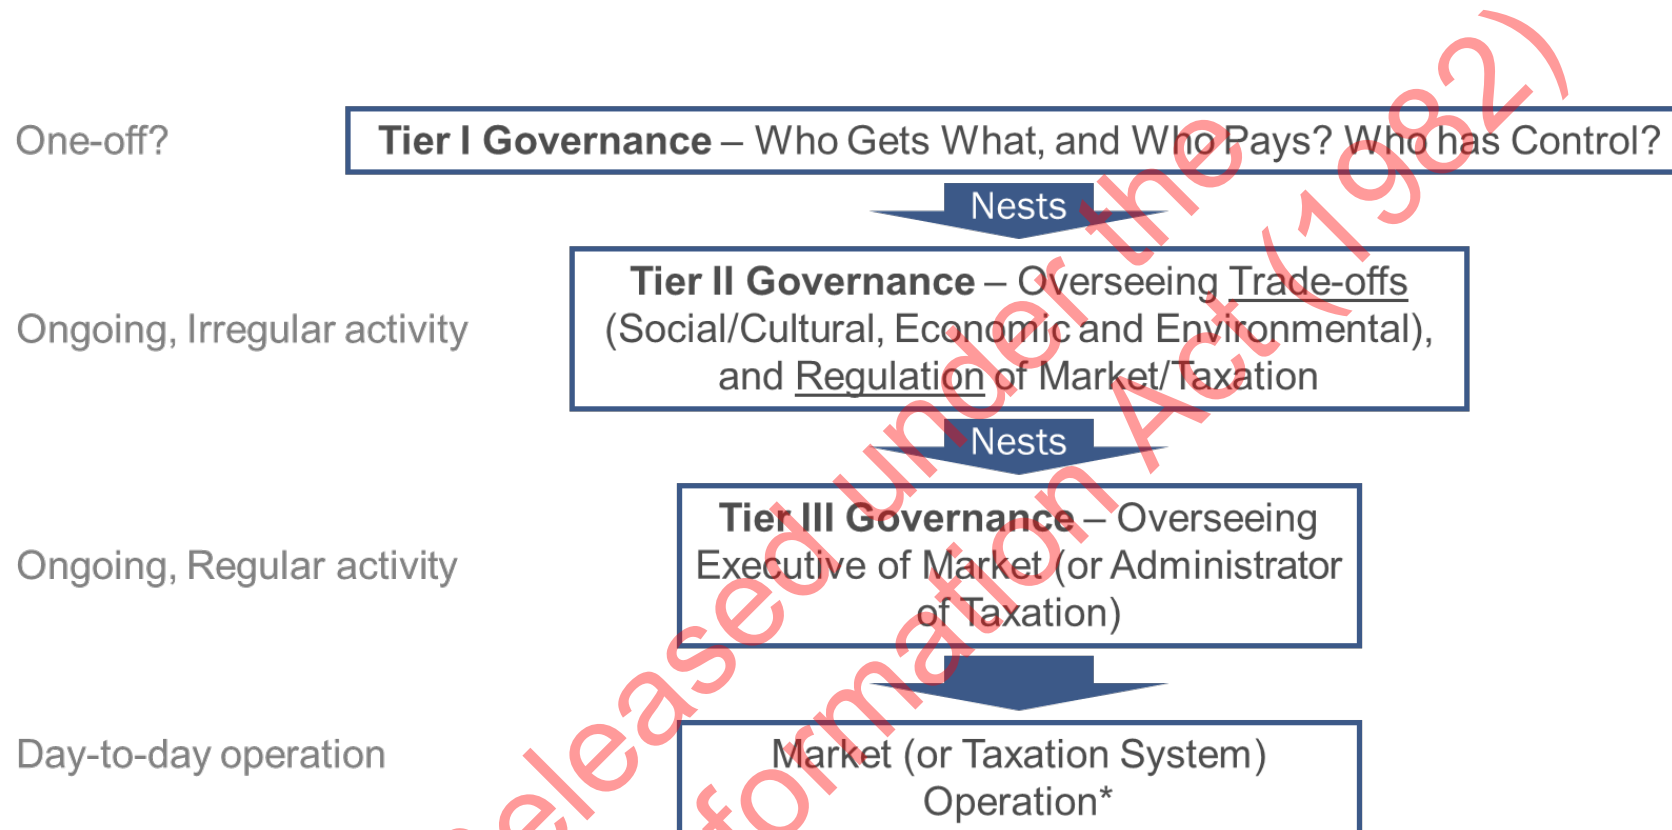 One-off?
Tier I Governance – Who Gets What, and Who Pays? Who has Control?
Nests
Ongoing, Irregular activity
Tier II Governance – Overseeing Trade-offs
(Social/Cultural, Economic and Environmental),
and Regulation of Market/Taxation
Nests
Ongoing, Regular activity
Tier III Governance – Overseeing
Executive of Market (or Administrator
of Taxation)
Day-to-day operation
Market (or Taxation System)
Operation*
eleased under the
formation Act (1982)